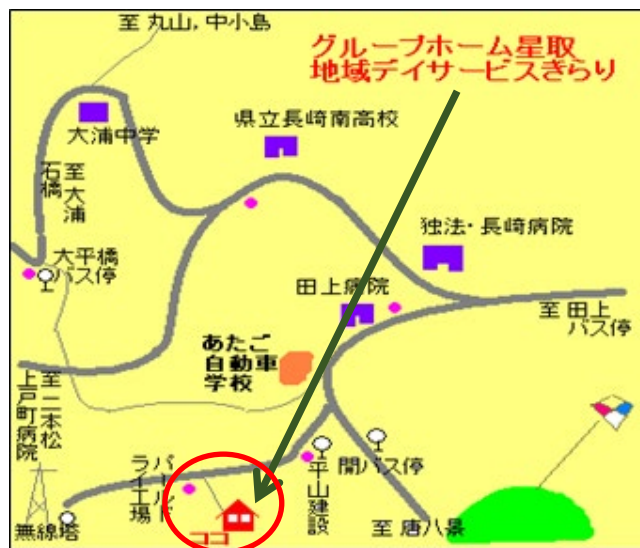 至 丸山，中小島
グループホーム星取
地域デイサービスきらり
県立長崎南高校
大浦中学
至 大浦
石橋
独法・長崎病院
大平橋
バス停
田上病院
至 田上
バス停
あたご
自動車
学校
至 二本松
上戸町病院
パールド
ライ工場
平山建設
開バス停
無線塔
ココ
至 唐八景